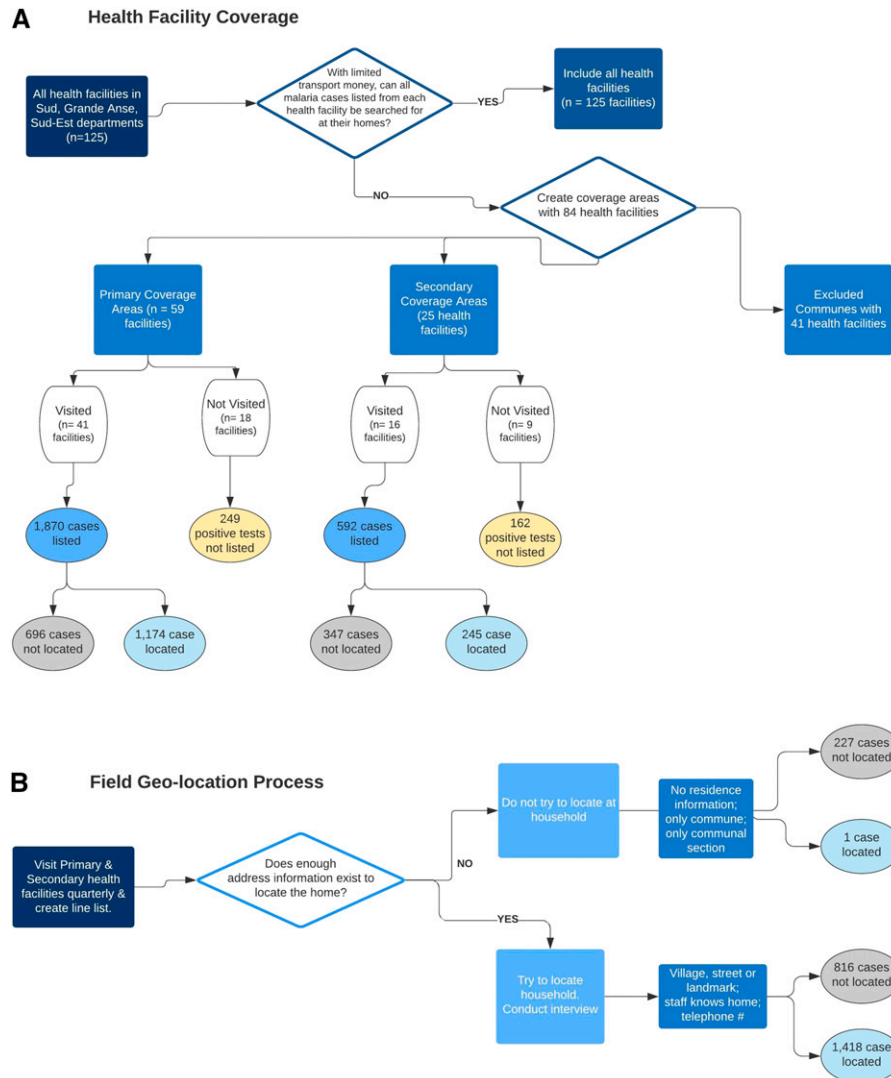 A
Health Facility Coverage
All health facilities in
Sud, Grande Anse,
Sud-Est departments
(n=125)
With limited
transport money, can all
malaria cases listed from each
health facility be searched for
at their homes?
YES
Include all health
facilities
(n = 125 facilities)
NO
Create coverage areas
with 84 health facilities
Primary Coverage
Areas (n = 59
facilities)
Secondary
Coverage Areas
(25 health
facilities)
Excluded
Communes with
41 health facilities
Visited
(n= 41
facilities)
Not Visited
(n= 18
facilities)
Visited
(n= 16
facilities)
Not Visited
(n= 9
facilities)
1,870 cases
listed
249
positive tests
not listed
592 cases
listed
162
positive tests
not listed
696 cases
not located
1,174 case
located
347 cases
not located
245 case
located
B
Field Geo-location Process
Visit Primary &
Secondary health
facilities quarterly &
create line list.
Does enough
address information exist to
locate the home?
NO
Do not try to locate at
household
No residence
information;
only commune;
only communal
section
227 cases
not located
1 case
located
YES
Try to locate
household.
Conduct interview
Village, street or
landmark;
staff knows home;
telephone #
816 cases
not located
1,418 case
located